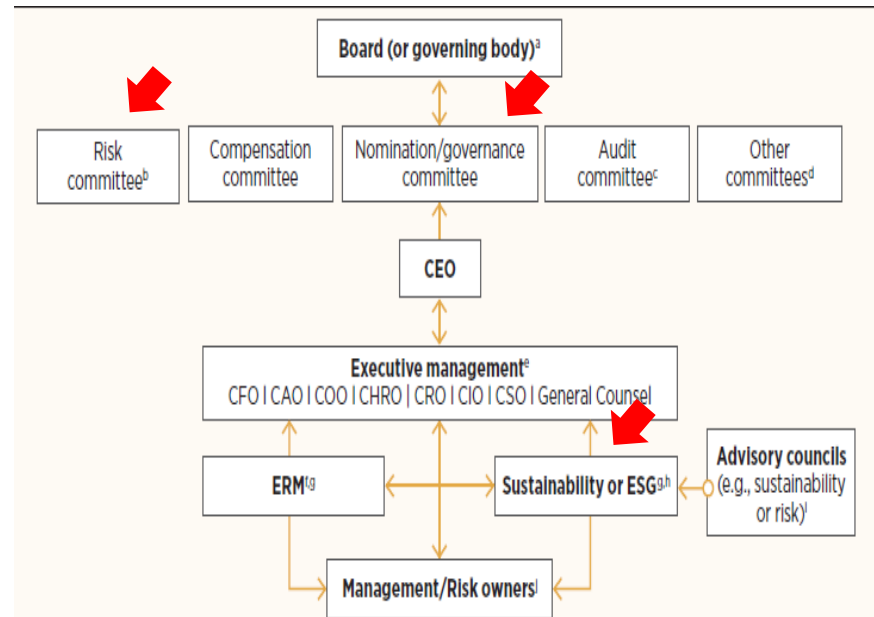 Board (or governing body)ᵃ
Risk
committeeᵇ
Compensation
committee
Nomination/governance
committee
Audit
committeeᶜ
Other
committeesᵈ
CEO
Executive managementᵉ
CFO | CAO | COO | CHRO | CRO | CIO | CSO | General Counsel
ERMᶠ'ᵍ
Sustainability or ESGᵍ,ʰ
Advisory councils
(e.g., sustainability
or risk)ⁱ
Management/Risk ownersʲ